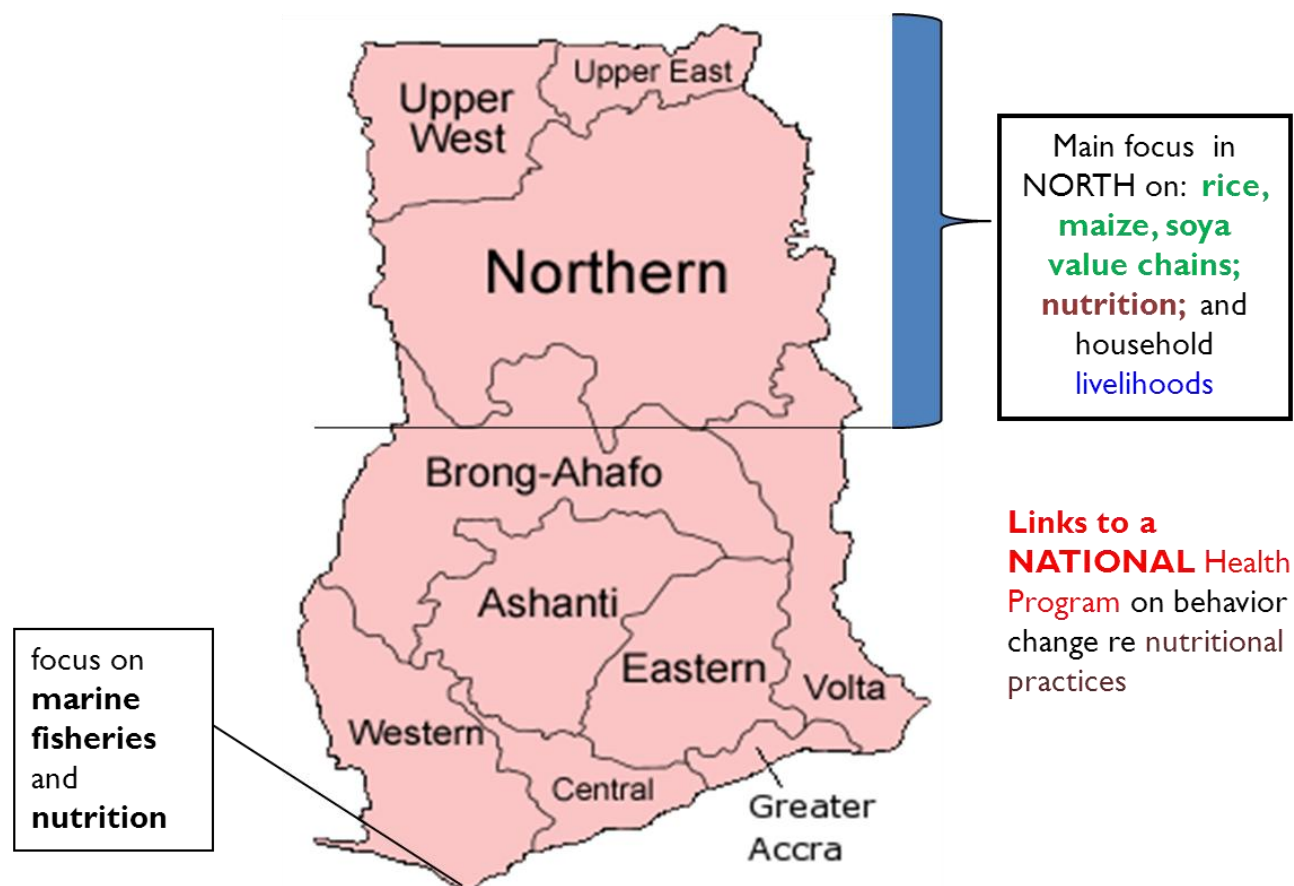 Upper East
Upper
West
Northern
Brong-Ahafo
Ashanti
Eastern
Volta
Western
Central
Greater
Accra
Main focus in
NORTH on: rice,
maize, soya
value chains;
nutrition; and
household
livelihoods
Links to a
NATIONAL Health
Program on behavior
change re nutritional
practices
focus on
marine
fisheries
and
nutrition